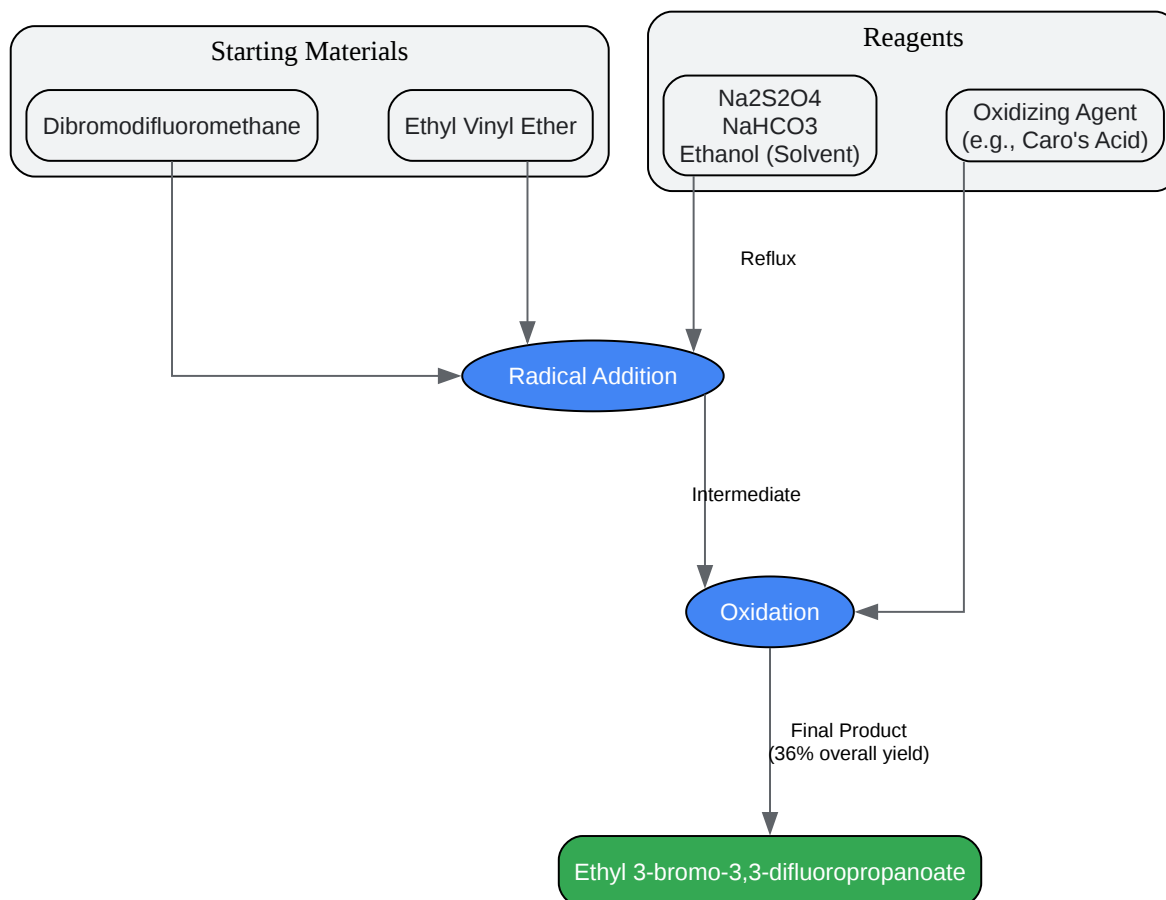 Starting Materials
Reagents
Dibromodifluoromethane
Ethyl Vinyl Ether
Na2S2O4
NaHCO3
Ethanol (Solvent)
Oxidizing Agent
(e.g., Caro's Acid)
Reflux
Radical Addition
Intermediate
Oxidation
Final Product
(36% overall yield)
Ethyl 3-bromo-3,3-difluoropropanoate